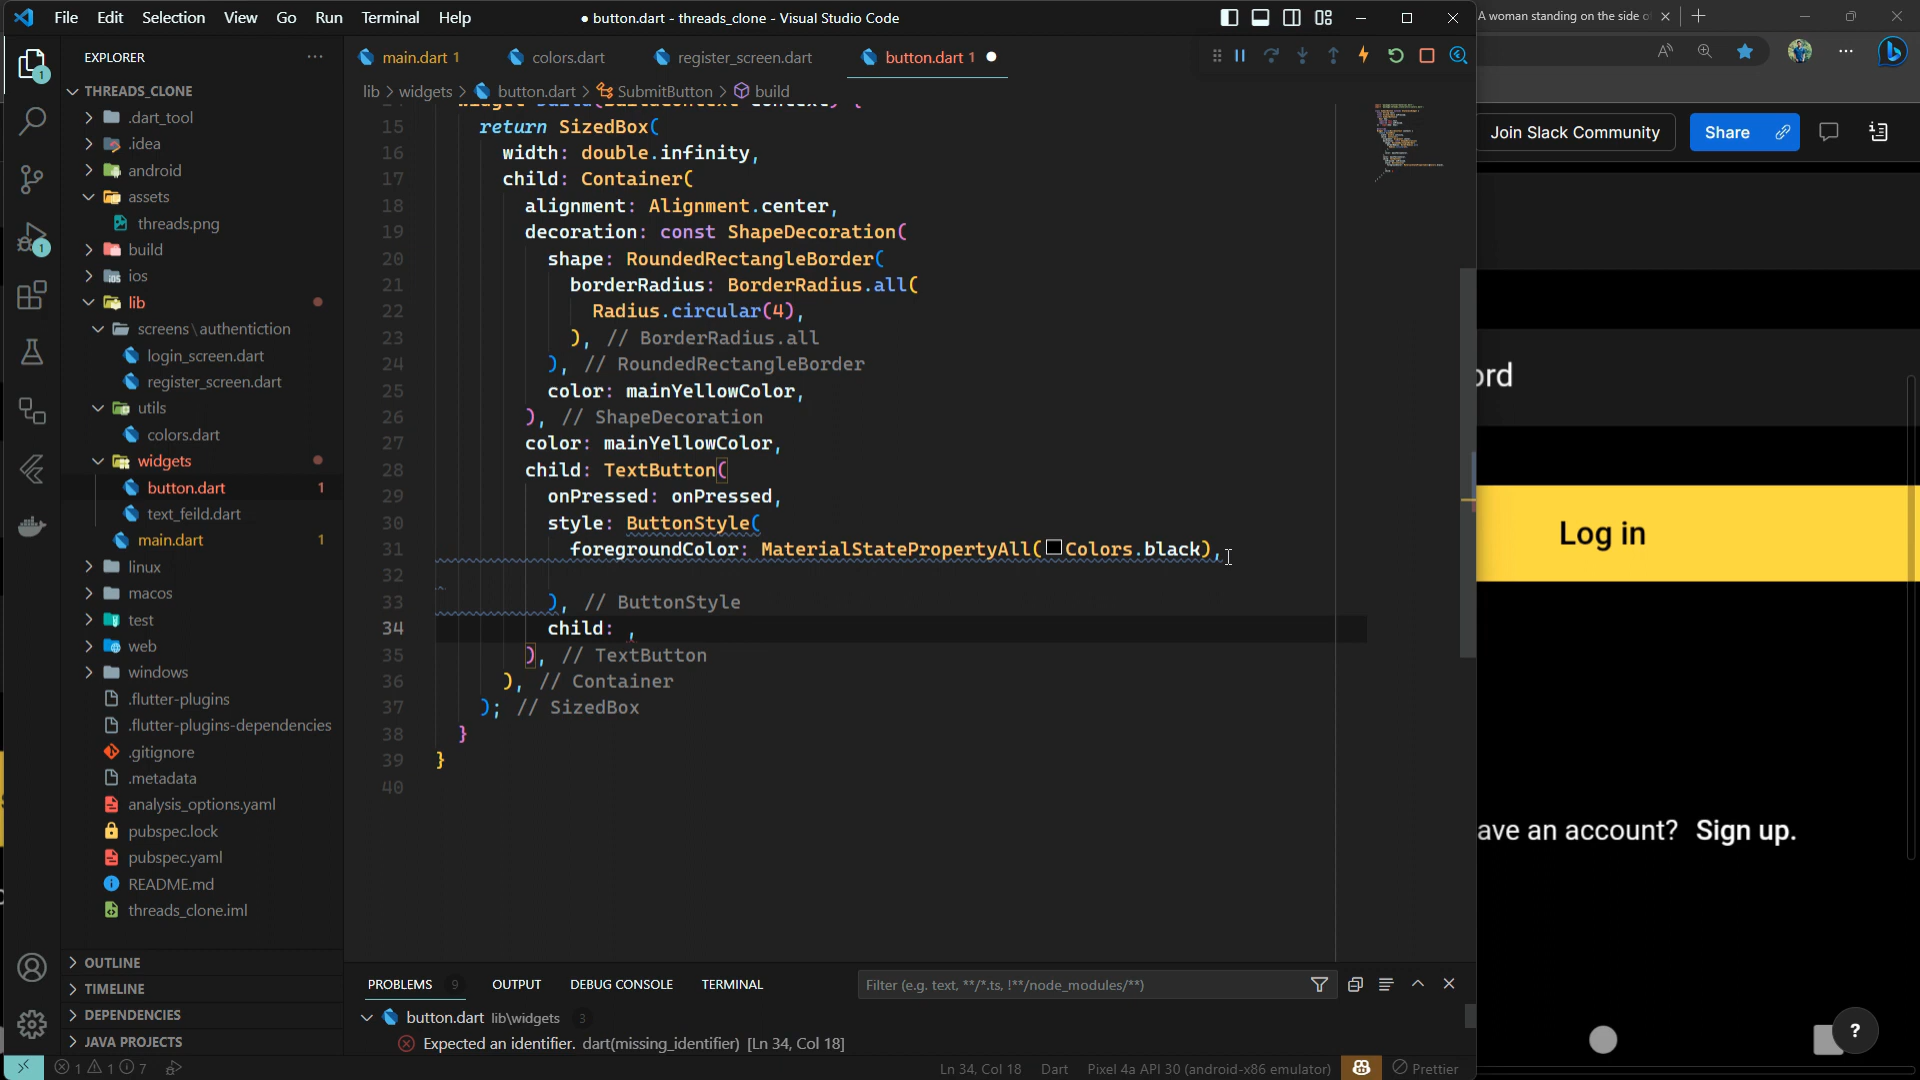 File Edit Selection View Go Run Terminal Help
● button.dart - threads_clone - Visual Studio Code
A woman standing on the side o
EXPLORER
main.dart 1
colors.dart
register_screen.dart
button.dart 1
lib > widgets > button.dart > SubmitButton > build
THREADS_CLONE
.dart_tool
.idea
android
assets
threads.png
build
ios
lib
screens \ authentiction
login_screen.dart
register_screen.dart
utils
colors.dart
widgets
button.dart 1
text_feild.dart
main.dart 1
linux
macos
test
web
windows
.flutter-plugins
.flutter-plugins-dependencies
.gitignore
.metadata
analysis_options.yaml
pubspec.lock
pubspec.yaml
README.md
threads_clone.iml
OUTLINE
TIMELINE
DEPENDENCIES
JAVA PROJECTS
15 return SizedBox(
16 width: double.infinity,
17 child: Container(
18 alignment: Alignment.center,
19 decoration: const ShapeDecoration(
20 shape: RoundedRectangleBorder(
21 borderRadius: BorderRadius.all(
22 Radius.circular(4),
23 ), // BorderRadius.all
24 ), // RoundedRectangleBorder
25 color: mainYellowColor,
26 ), // ShapeDecoration
27 color: mainYellowColor,
28 child: TextButton(
29 onPressed: onPressed,
30 style: ButtonStyle(
31 foregroundColor: MaterialStatePropertyAll(Colors.black),
32
33 ), // ButtonStyle
34 child: ,
35 ), // TextButton
36 ), // Container
37 ); // SizedBox
38 }
39 }
40
PROBLEMS 9 OUTPUT DEBUG CONSOLE TERMINAL
Filter (e.g. text, **/*.ts, !**/node_modules/**)
button.dart lib\widgets 3
Expected an identifier. dart(missing_identifier) [Ln 34, Col 18]
1 1 7
Ln 34, Col 18 Dart Pixel 4a API 30 (android-x86 emulator) Prettier
Join Slack Community
Share
ord
Log in
ave an account? Sign up.
?